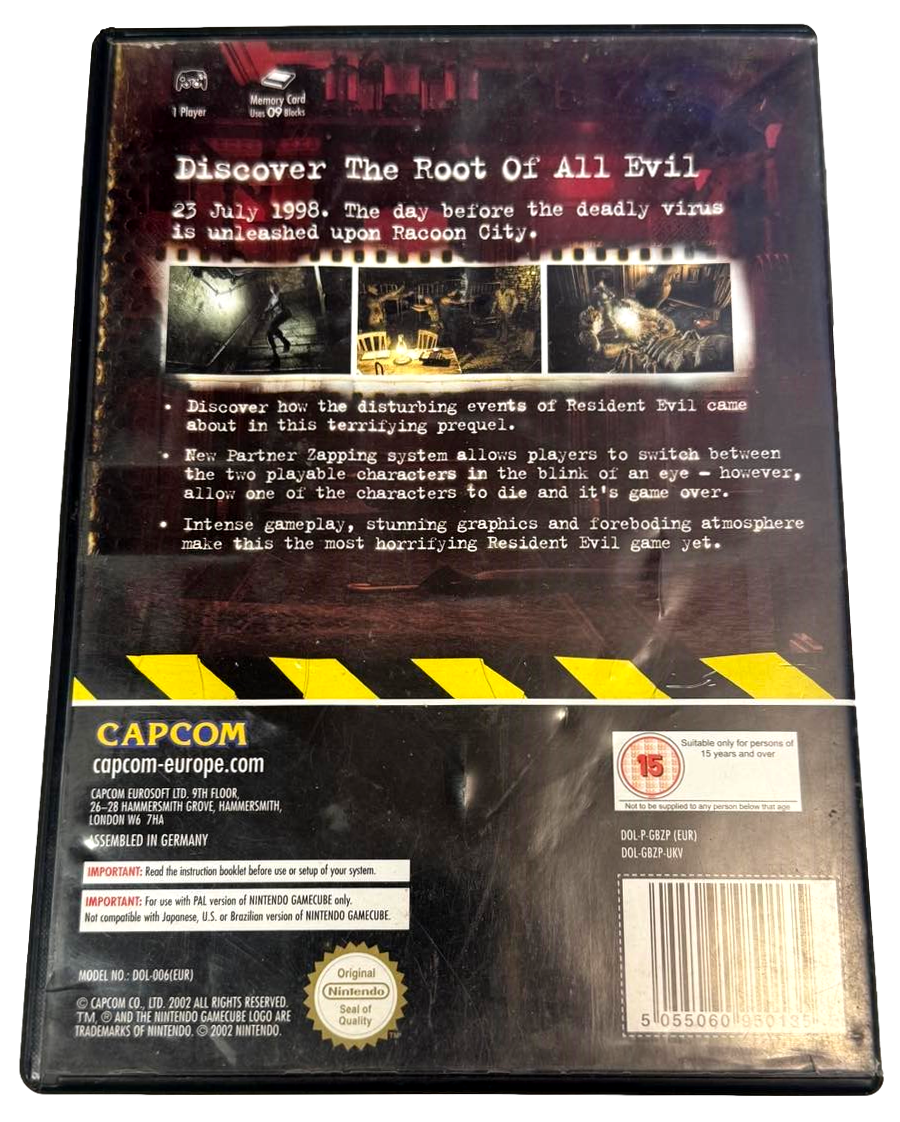 1 Player
Memory Card
Uses 09 Blocks
Discover The Root Of All Evil
23 July 1998. The day before the deadly virus
is unleashed upon Racoon City.
• Discover how the disturbing events of Resident Evil came
about in this terrifying prequel.
• New Partner Zapping system allows players to switch between
the two playable characters in the blink of an eye – however,
allow one of the characters to die and it's game over.
• Intense gameplay, stunning graphics and foreboding atmosphere
make this the most horrifying Resident Evil game yet.
CAPCOM
capcom-europe.com
CAPCOM EUROSOFT LTD. 9TH FLOOR,
26–28 HAMMERSMITH GROVE, HAMMERSMITH,
LONDON W6 7HA
ASSEMBLED IN GERMANY
IMPORTANT: Read the instruction booklet before use or setup of your system.
IMPORTANT: For use with PAL version of NINTENDO GAMECUBE only.
Not compatible with Japanese, U.S. or Brazilian version of NINTENDO GAMECUBE.
MODEL NO.: DOL-006(EUR)
© CAPCOM CO., LTD. 2002 ALL RIGHTS RESERVED.
TM, ® AND THE NINTENDO GAMECUBE LOGO ARE
TRADEMARKS OF NINTENDO. © 2002 NINTENDO.
Original
Nintendo
Seal of
Quality
TM
15
Suitable only for persons of
15 years and over
Not to be supplied to any person below that age
DOL-P-GBZP (EUR)
DOL-GBZP-UKV
5 055060 950135